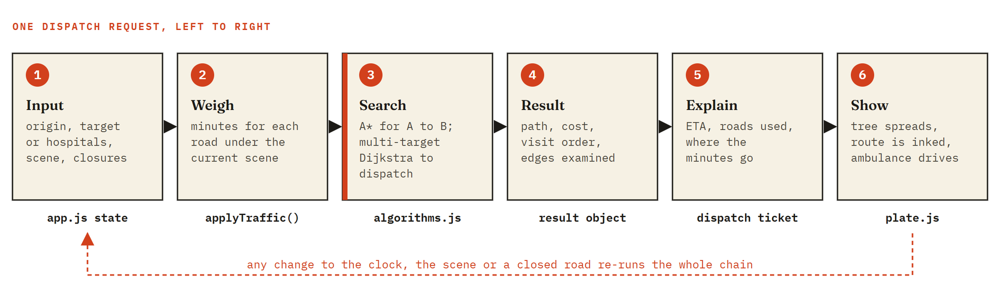 ONE DISPATCH REQUEST, LEFT TO RIGHT
1
Input
origin, target
or hospitals,
scene, closures
app.js state
2
Weigh
minutes for each
road under the
current scene
applyTraffic()
3
Search
A* for A to B;
multi-target
Dijkstra to
dispatch
algorithms.js
4
Result
path, cost,
visit order,
edges examined
result object
5
Explain
ETA, roads used,
where the
minutes go
dispatch ticket
6
Show
tree spreads,
route is inked,
ambulance drives
plate.js
any change to the clock, the scene or a closed road re-runs the whole chain